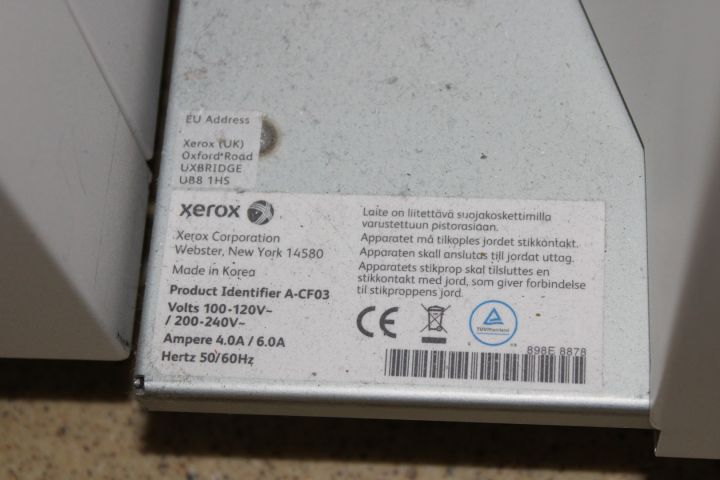 EU Address
Xerox (UK)
Oxford Road
UXBRIDGE
UB8 1HS
xerox
Xerox Corporation
Webster, New York 14580
Made in Korea
Product Identifier A-CF03
Volts 100-120V~
/ 200-240V~
Ampere 4.0A / 6.0A
Hertz 50/60Hz
Laite on liitettävä suojakoskettimilla
varustettuun pistorasiaan.
Apparatet må tilkoples jordet stikkontakt.
Apparaten skall anslutas till jordat uttag.
Apparatets stikprop skal tilsluttes en
stikkontakt med jord, som giver forbindelse
til stikproppens jord.
CE
TÜVRheinland
898E 8878